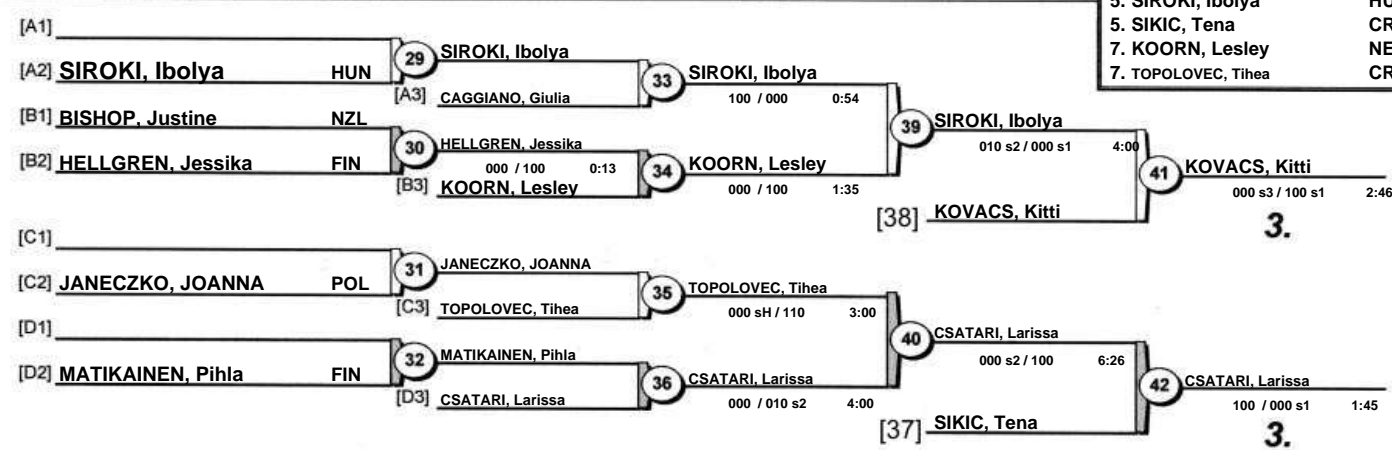 5. SIROKI, Ibolya HU
5. SIKIC, Tena CR
7. KOORN, Lesley NE
7. TOPOLOVEC, Tihea CR
[A1]
[A2] SIROKI, Ibolya HUN
29
SIROKI, Ibolya
[A3] CAGGIANO, Giulia
33
SIROKI, Ibolya
100 / 000 0:54
[B1] BISHOP, Justine NZL
[B2] HELLGREN, Jessika FIN
30
HELLGREN, Jessika
000 / 100 0:13
[B3] KOORN, Lesley
34
KOORN, Lesley
000 / 100 1:35
39
SIROKI, Ibolya
010 s2 / 000 s1 4:00
[38] KOVACS, Kitti
41
KOVACS, Kitti
000 s3 / 100 s1 2:46
3.
[C1]
[C2] JANECZKO, JOANNA POL
31
JANECZKO, JOANNA
[C3] TOPOLOVEC, Tihea
35
TOPOLOVEC, Tihea
000 sH / 110 3:00
[D1]
[D2] MATIKAINEN, Pihla FIN
32
MATIKAINEN, Pihla
[D3] CSATARI, Larissa
36
CSATARI, Larissa
000 / 010 s2 4:00
40
CSATARI, Larissa
000 s2 / 100 6:26
[37] SIKIC, Tena
42
CSATARI, Larissa
100 / 000 s1 1:45
3.